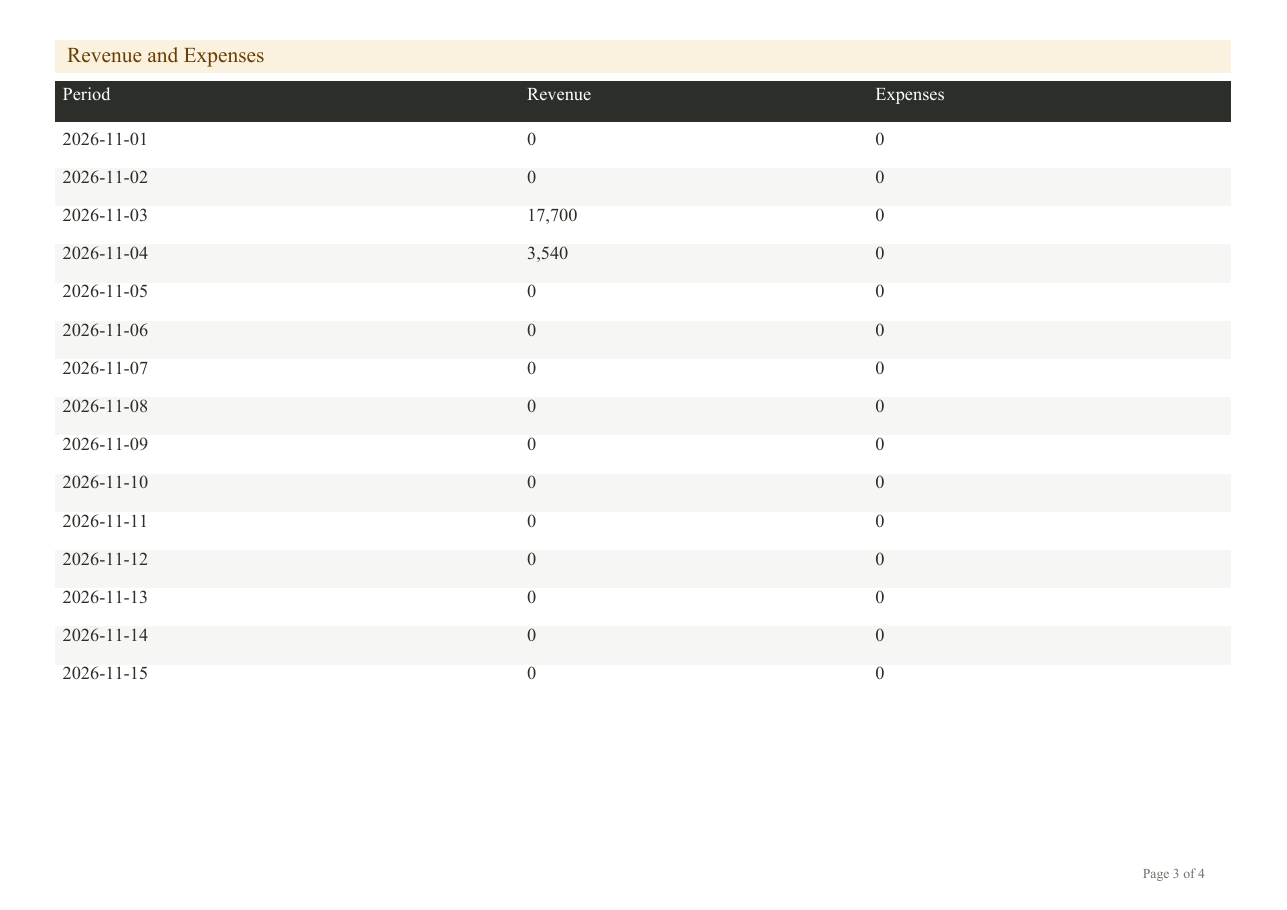 Revenue and Expenses
Period Revenue Expenses
2026-11-01 0 0
2026-11-02 0 0
2026-11-03 17,700 0
2026-11-04 3,540 0
2026-11-05 0 0
2026-11-06 0 0
2026-11-07 0 0
2026-11-08 0 0
2026-11-09 0 0
2026-11-10 0 0
2026-11-11 0 0
2026-11-12 0 0
2026-11-13 0 0
2026-11-14 0 0
2026-11-15 0 0
Page 3 of 4